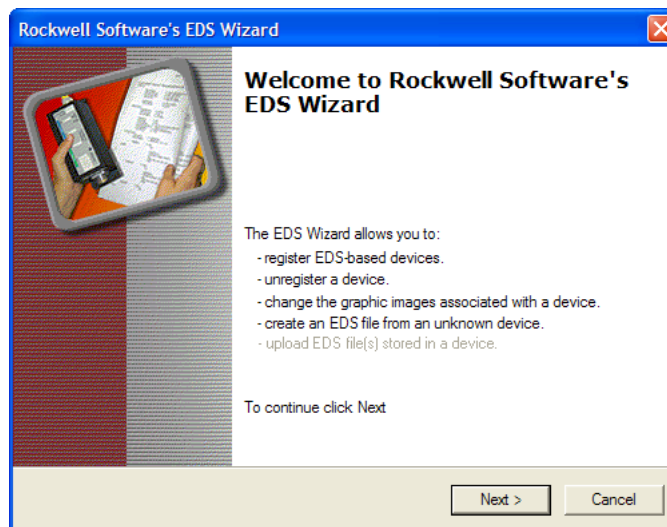 Rockwell Software's EDS Wizard
Welcome to Rockwell Software's
EDS Wizard
The EDS Wizard allows you to:
- register EDS-based devices.
- unregister a device.
- change the graphic images associated with a device.
- create an EDS file from an unknown device.
- upload EDS file(s) stored in a device.
To continue click Next
Next >
Cancel